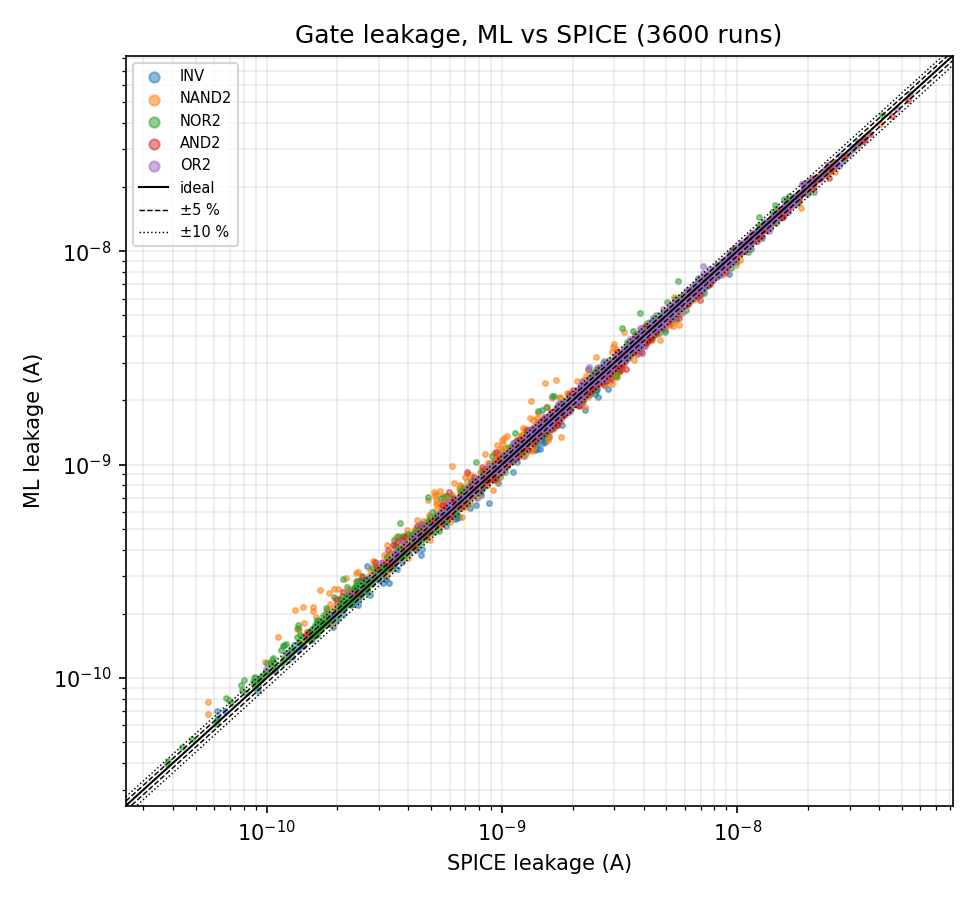 Gate leakage, ML vs SPICE (3600 runs)
INV
NAND2
NOR2
AND2
OR2
ideal
±5 %
±10 %
ML leakage (A)
10⁻⁸
10⁻⁹
10⁻¹⁰
10⁻¹⁰ 10⁻⁹ 10⁻⁸
SPICE leakage (A)